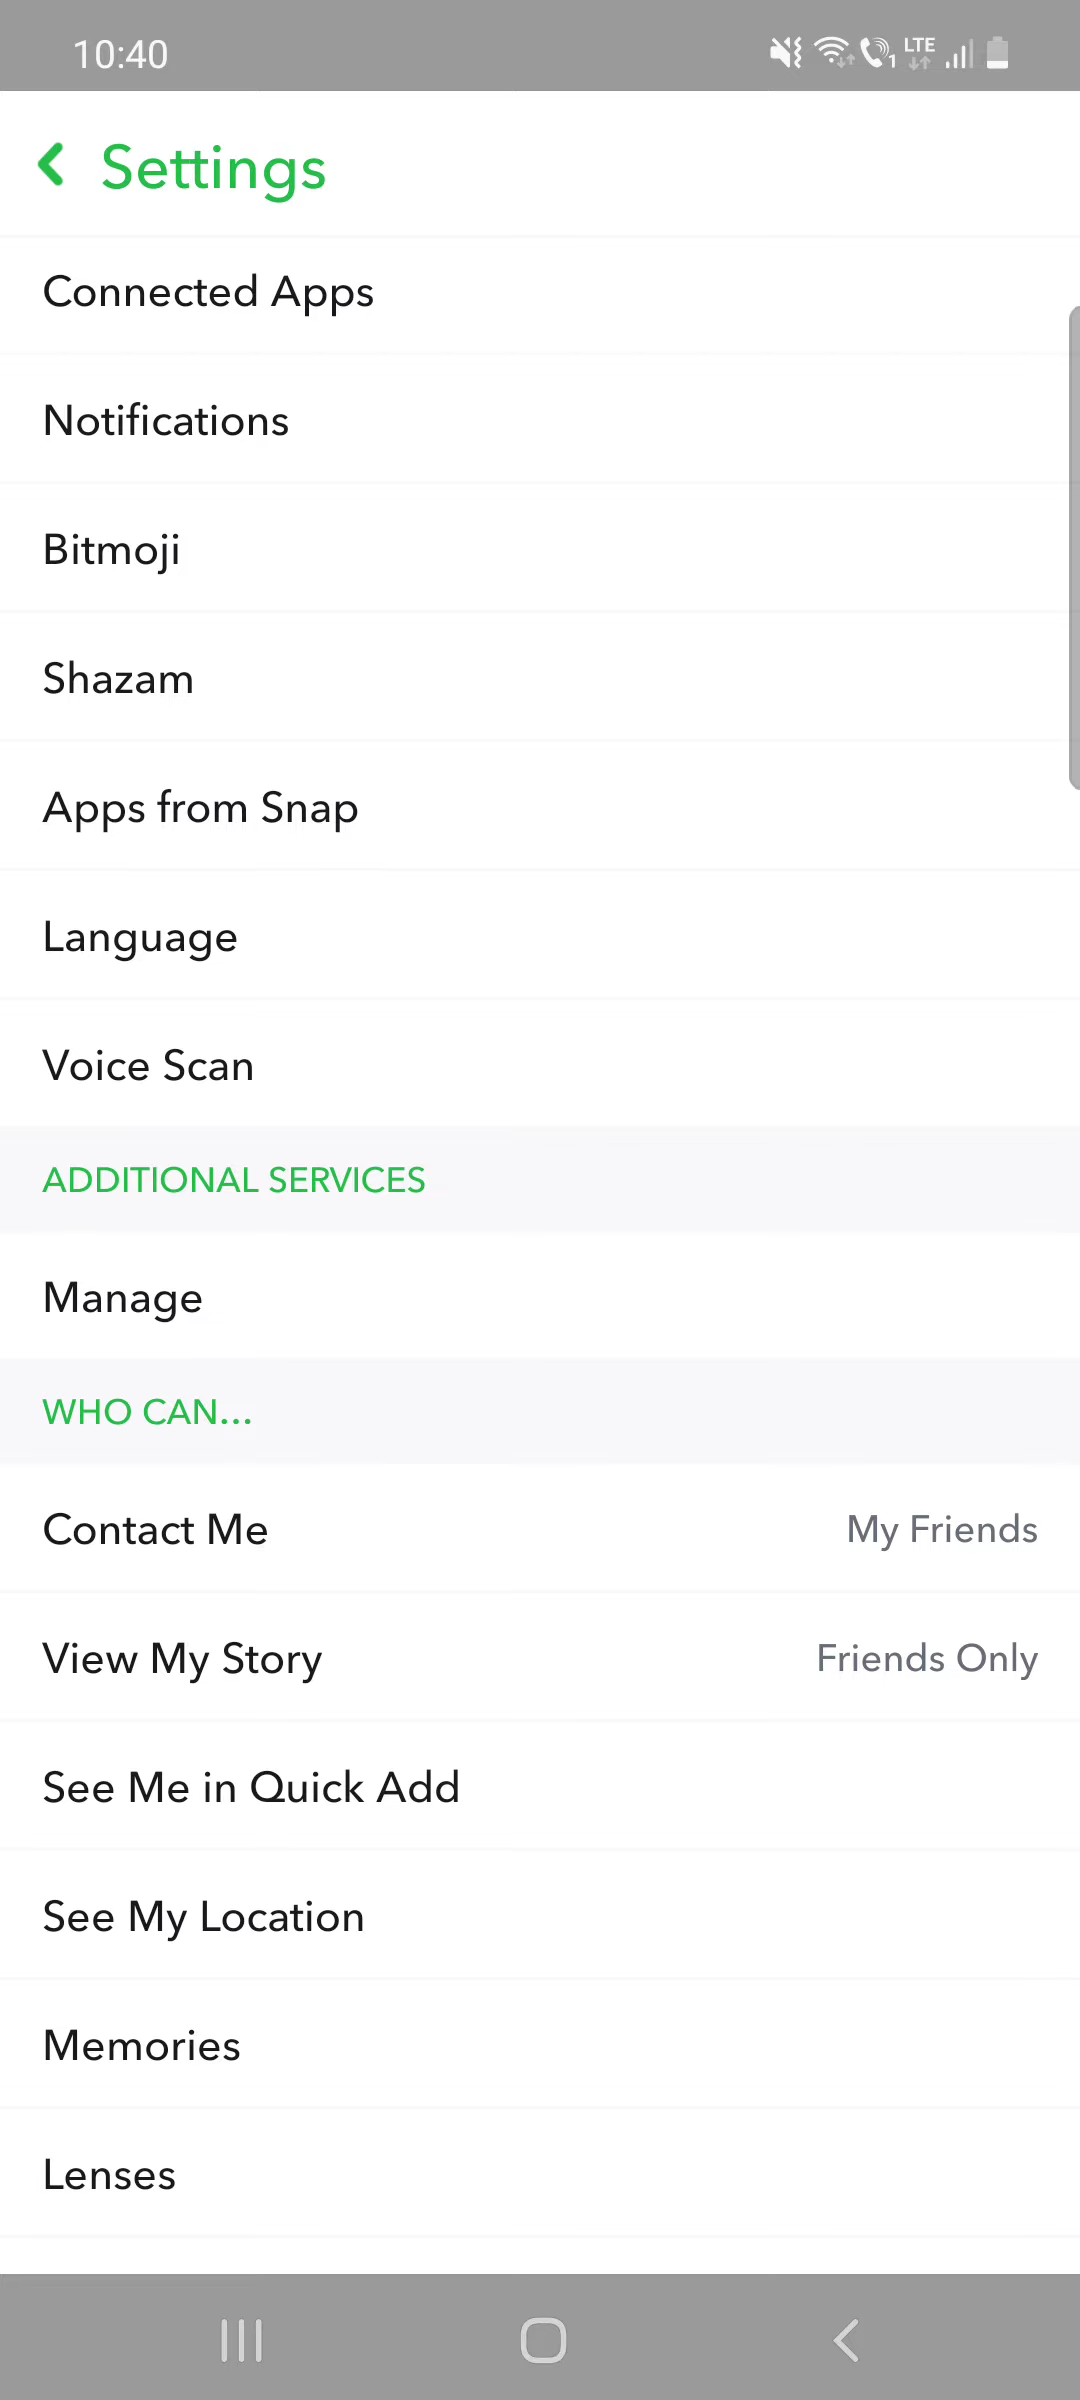 10:40
LTE
1
Settings
Connected Apps
Notifications
Bitmoji
Shazam
Apps from Snap
Language
Voice Scan
ADDITIONAL SERVICES
Manage
WHO CAN...
Contact Me My Friends
View My Story Friends Only
See Me in Quick Add
See My Location
Memories
Lenses